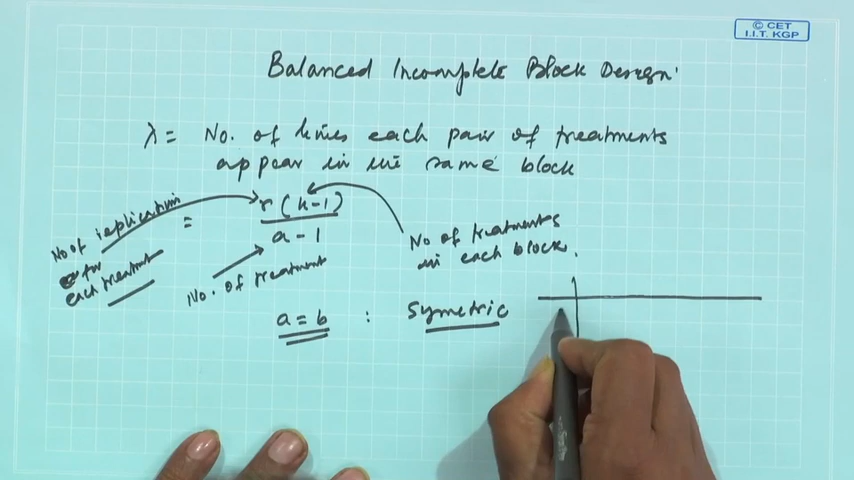 © CET
I.I.T. KGP
Balanced Incomplete Block Design
λ = No. of times each pair of treatments
appear in the same block
No of replication
for
each treatment
= r(k-1)
a-1
No of treatments
in each block.
No. of treatment
a = b : Symetric